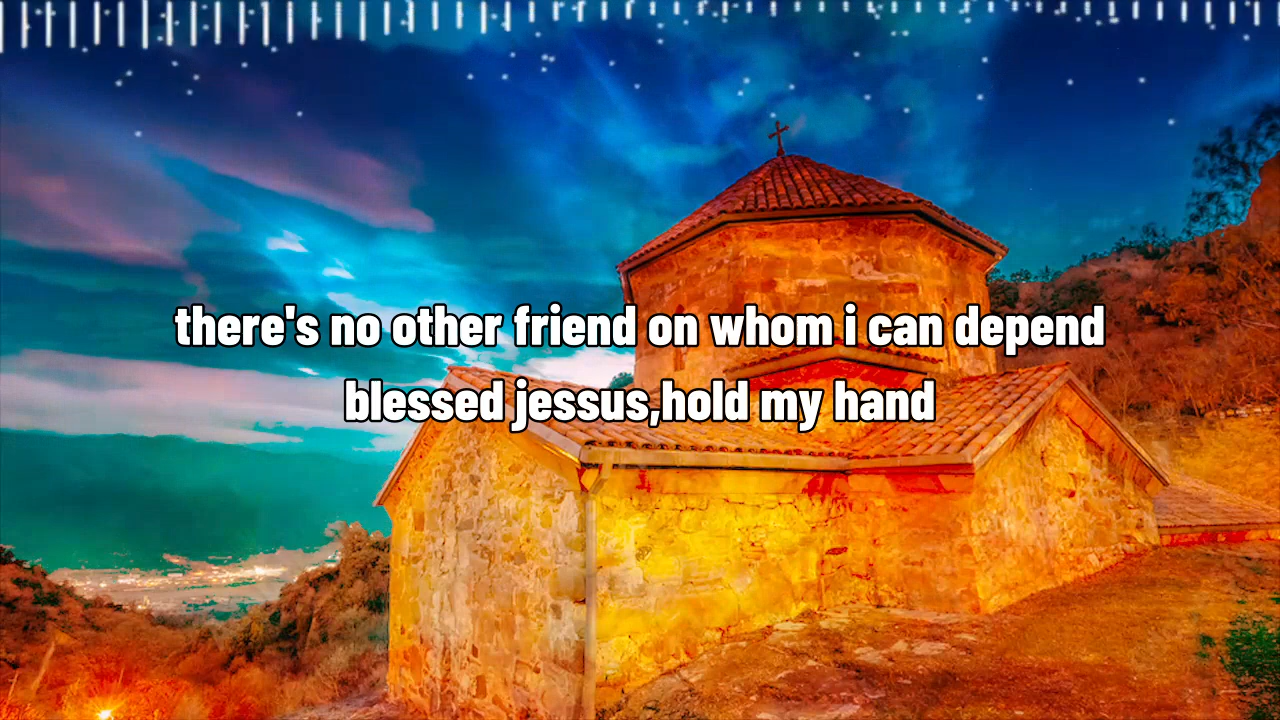 there's no other friend on whom i can depend
blessed jessus,hold my hand